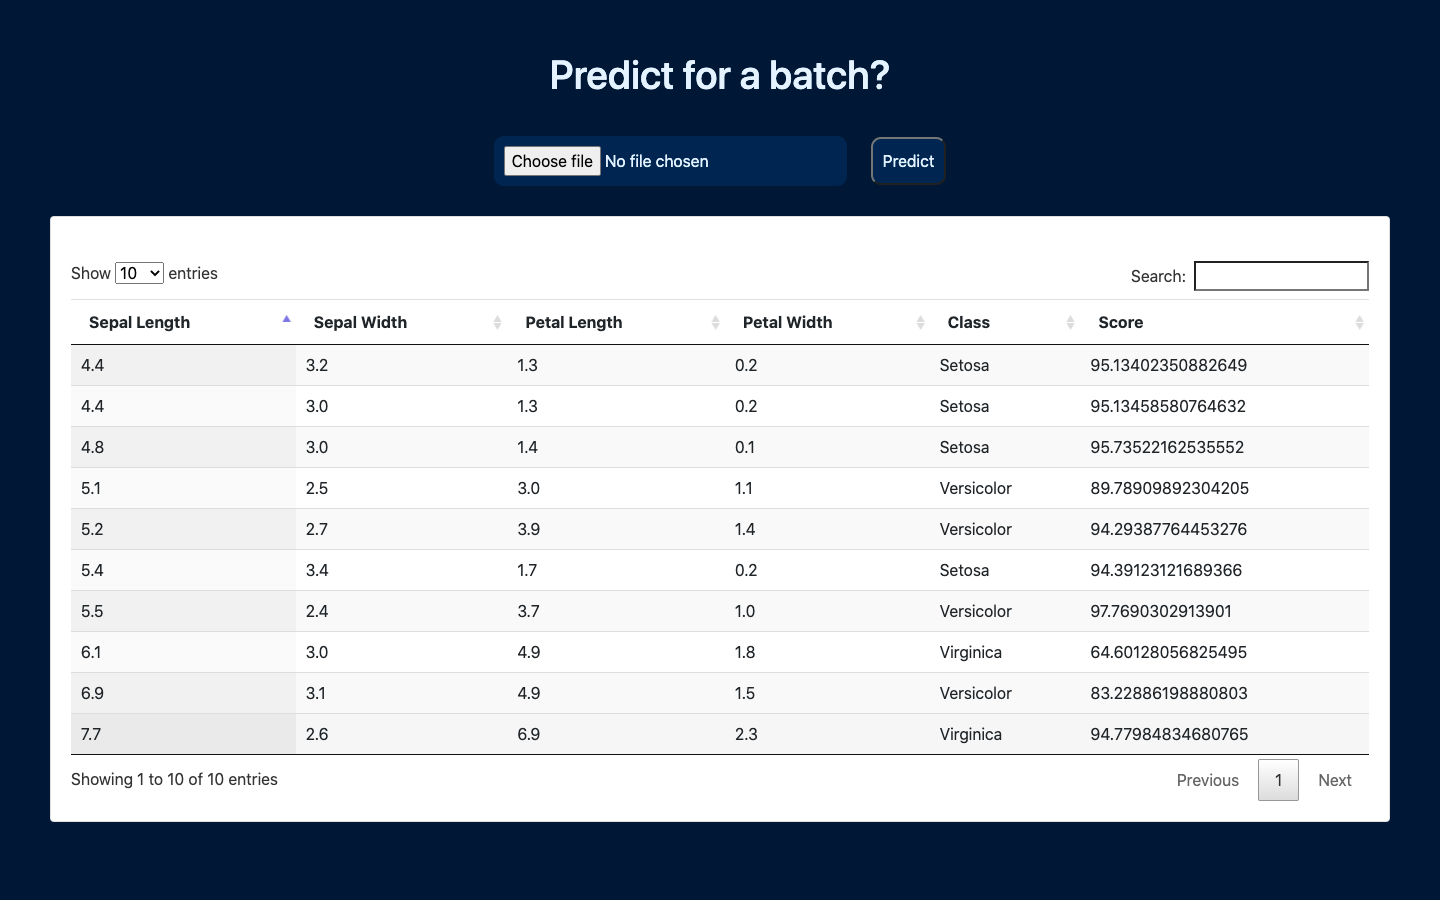 Predict for a batch?
Choose file No file chosen Predict
Show 10 entries Search:
Sepal Length Sepal Width Petal Length Petal Width Class Score
4.4 3.2 1.3 0.2 Setosa 95.13402350882649
4.4 3.0 1.3 0.2 Setosa 95.13458580764632
4.8 3.0 1.4 0.1 Setosa 95.73522162535552
5.1 2.5 3.0 1.1 Versicolor 89.78909892304205
5.2 2.7 3.9 1.4 Versicolor 94.29387764453276
5.4 3.4 1.7 0.2 Setosa 94.39123121689366
5.5 2.4 3.7 1.0 Versicolor 97.7690302913901
6.1 3.0 4.9 1.8 Virginica 64.60128056825495
6.9 3.1 4.9 1.5 Versicolor 83.22886198880803
7.7 2.6 6.9 2.3 Virginica 94.77984834680765
Showing 1 to 10 of 10 entries Previous 1 Next